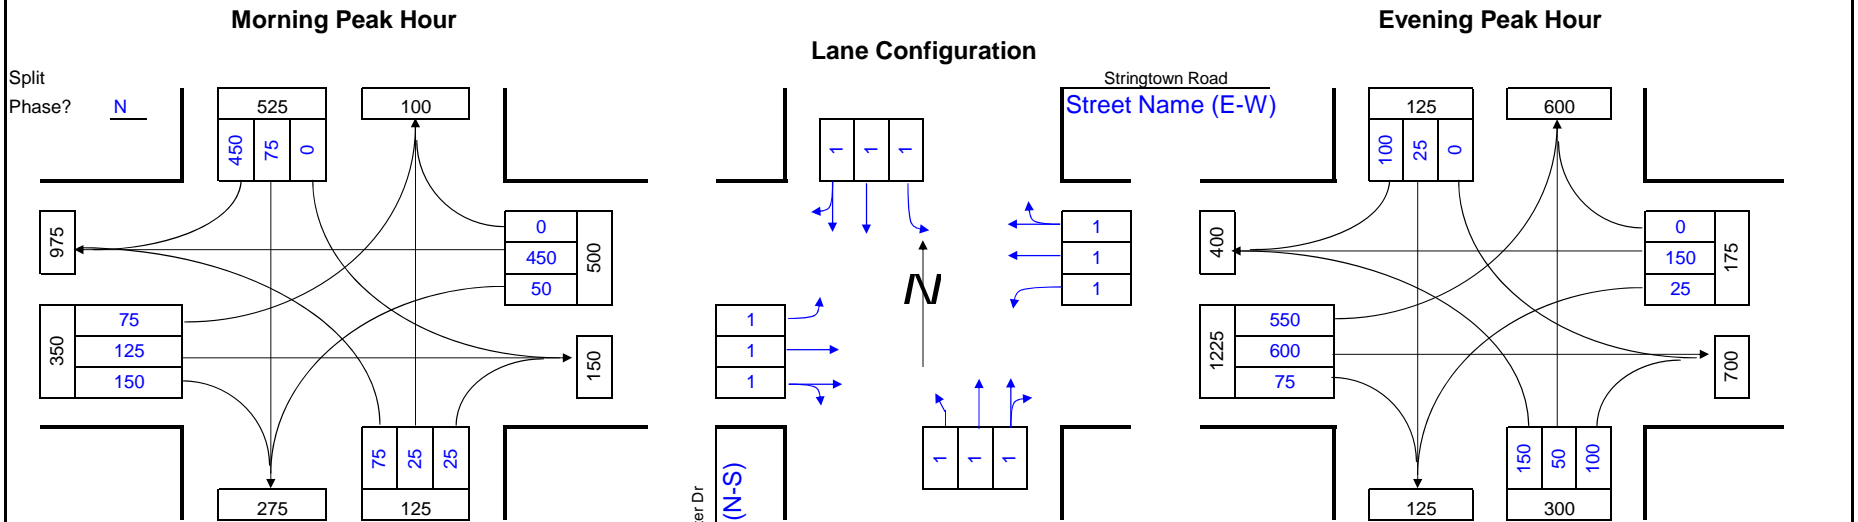 Morning Peak Hour
Evening Peak Hour
Lane Configuration
Split
Phase? N
Stringtown Road
Street Name (E-W)
525
100
450 75 0
975
0
450
50
500
350
75
125
150
150
75 25 25
275
125
1 1 1
1
1
1
1
1
1
N
1 1 1
ter Dr
(N-S)
125
600
100 25 0
400
0
150
25
175
1225
550
600
75
700
150 50 100
125
300